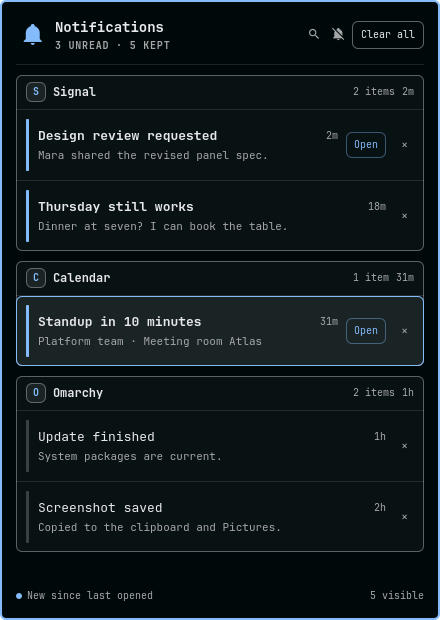 Notifications
3 UNREAD · 5 KEPT
Clear all
S Signal 2 items 2m
Design review requested 2m Open ×
Mara shared the revised panel spec.
Thursday still works 18m ×
Dinner at seven? I can book the table.
C Calendar 1 item 31m
Standup in 10 minutes 31m Open ×
Platform team · Meeting room Atlas
O Omarchy 2 items 1h
Update finished 1h ×
System packages are current.
Screenshot saved 2h ×
Copied to the clipboard and Pictures.
New since last opened 5 visible